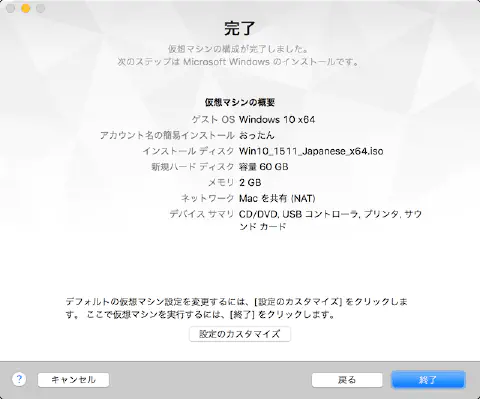 完了
仮想マシンの構成が完了しました。
次のステップは Microsoft Windows のインストールです。
仮想マシンの概要
ゲスト OS Windows 10 x64
アカウント名の簡易インストール おったん
インストール ディスク Win10_1511_Japanese_x64.iso
新規ハード ディスク 容量 60 GB
メモリ 2 GB
ネットワーク Mac を共有 (NAT)
デバイス サマリ CD/DVD, USB コントローラ, プリンタ, サウ
ンド カード
デフォルトの仮想マシン設定を変更するには、[設定のカスタマイズ] をクリックしま
す。 ここで仮想マシンを実行するには、[終了] をクリックします。
設定のカスタマイズ
? キャンセル 戻る 終了